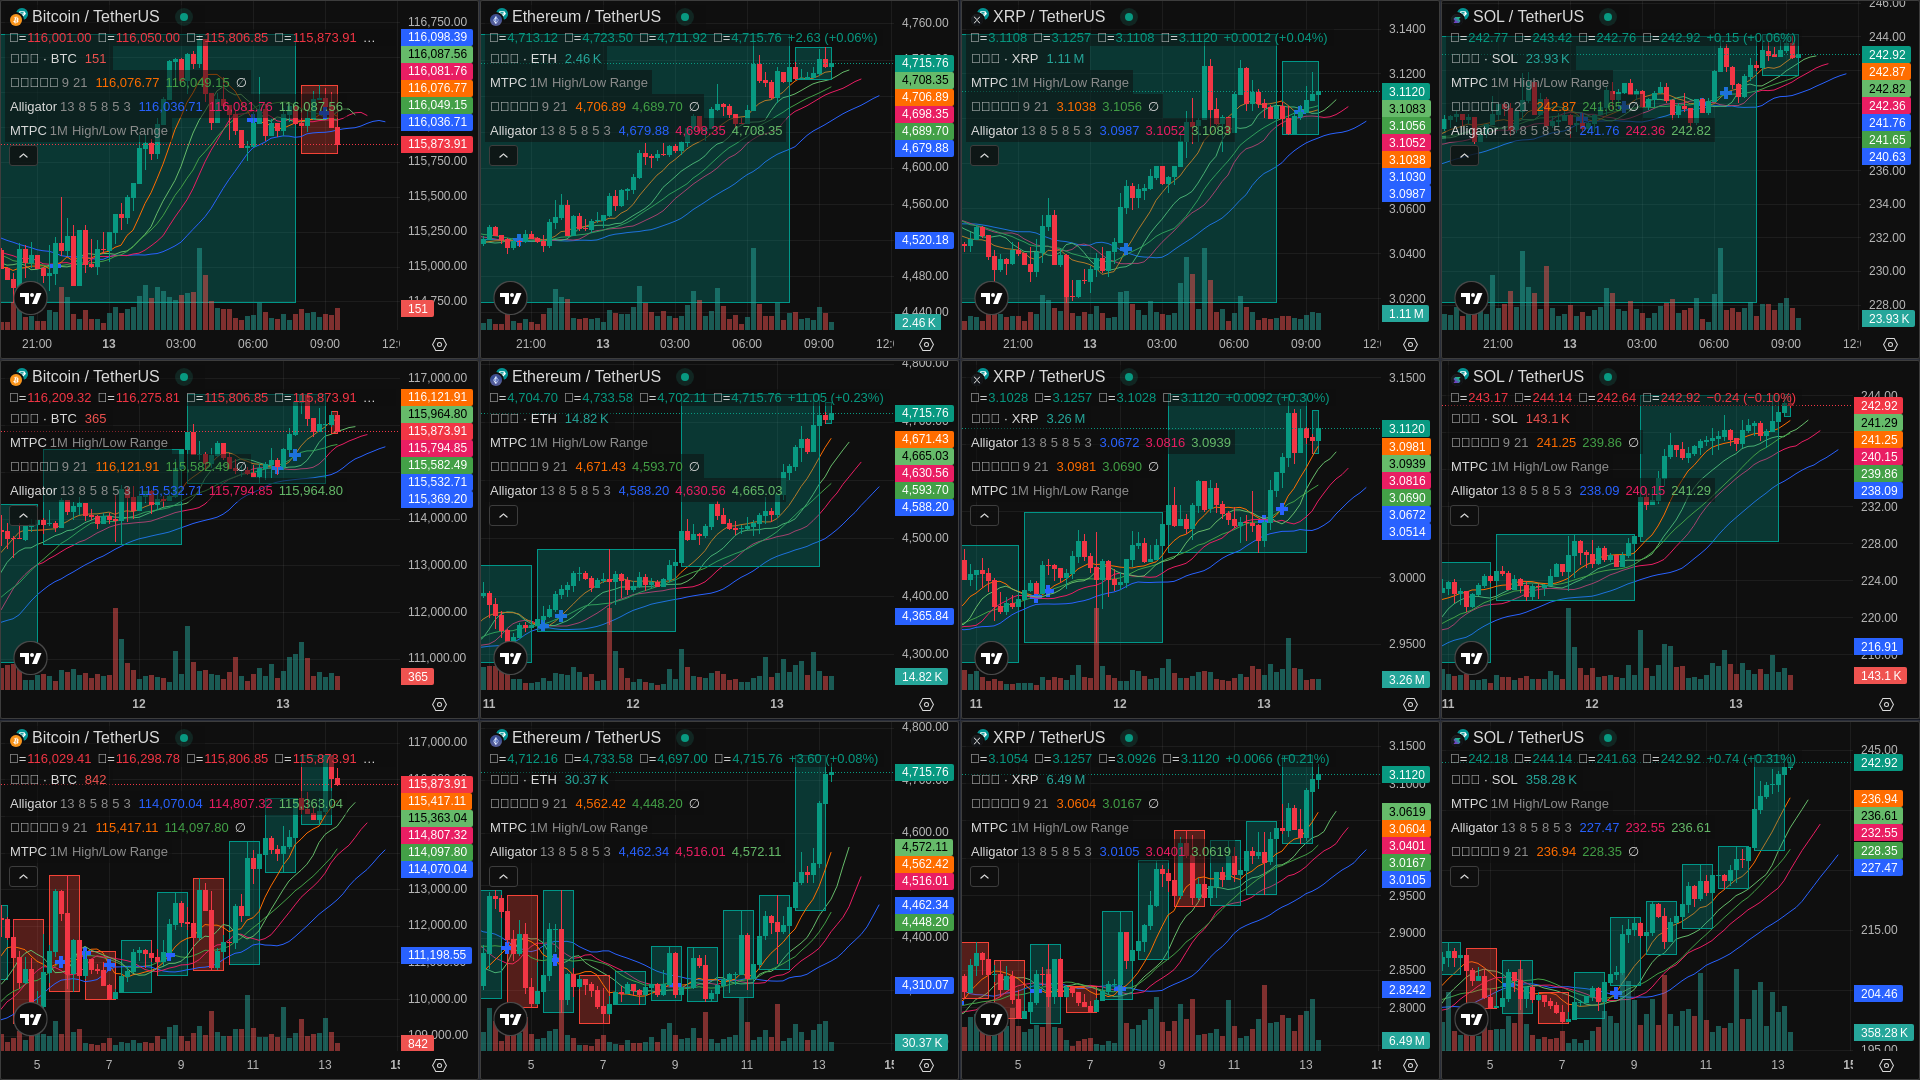 Bitcoin / TetherUS
=116,001.00 =116,050.00 =115,806.85 =115,873.91 ...
· BTC 151
9 21 116,076.77 116,049.15 ∅
Alligator 13 8 5 8 5 3 116,036.71 116,081.76 116,087.56
MTPC 1M High/Low Range
116,750.00
116,098.39
116,087.56
116,081.76
116,076.77
116,049.15
116,036.71
115,873.91
115,750.00
115,500.00
115,250.00
115,000.00
151
21:00 13 03:00 06:00 09:00
Ethereum / TetherUS
=4,713.12 =4,723.50 =4,711.92 =4,715.76 +2.63 (+0.06%)
· ETH 2.46 K
MTPC 1M High/Low Range
9 21 4,706.89 4,689.70 ∅
Alligator 13 8 5 8 5 3 4,679.88 4,698.35 4,708.35
4,760.00
4,715.76
4,708.35
4,706.89
4,698.35
4,689.70
4,679.88
4,600.00
4,560.00
4,520.18
4,480.00
4,440.00
2.46 K
21:00 13 03:00 06:00 09:00
XRP / TetherUS
=3.1108 =3.1257 =3.1108 =3.1120 +0.0012 (+0.04%)
· XRP 1.11 M
MTPC 1M High/Low Range
9 21 3.1038 3.1056 ∅
Alligator 13 8 5 8 5 3 3.0987 3.1052 3.1083
3.1400
3.1200
3.1120
3.1083
3.1056
3.1052
3.1038
3.1030
3.0987
3.0600
3.0400
3.0200
1.11 M
21:00 13 03:00 06:00 09:00
SOL / TetherUS
=242.77 =243.42 =242.76 =242.92 +0.15 (+0.06%)
· SOL 23.93 K
MTPC 1M High/Low Range
9 21 242.87 241.65 ∅
Alligator 13 8 5 8 5 3 241.76 242.36 242.82
246.00
244.00
242.92
242.87
242.82
242.36
241.76
241.65
240.63
236.00
234.00
232.00
230.00
228.00
23.93 K
21:00 13 03:00 06:00 09:00
Bitcoin / TetherUS
=116,209.32 =116,275.81 =115,806.85 =115,873.91 ...
· BTC 365
MTPC 1M High/Low Range
9 21 116,121.91 115,582.49 ∅
Alligator 13 8 5 8 5 3 115,532.71 115,794.85 115,964.80
117,000.00
116,121.91
115,964.80
115,873.91
115,794.85
115,582.49
115,532.71
115,369.20
114,000.00
113,000.00
112,000.00
111,000.00
365
12 13
Ethereum / TetherUS
=4,704.70 =4,733.58 =4,702.11 =4,715.76 +11.05 (+0.23%)
· ETH 14.82 K
MTPC 1M High/Low Range
9 21 4,671.43 4,593.70 ∅
Alligator 13 8 5 8 5 3 4,588.20 4,630.56 4,665.03
4,800.00
4,715.76
4,671.43
4,665.03
4,630.56
4,593.70
4,588.20
4,500.00
4,400.00
4,365.84
4,300.00
14.82 K
11 12 13
XRP / TetherUS
=3.1028 =3.1257 =3.1028 =3.1120 +0.0092 (+0.30%)
· XRP 3.26 M
Alligator 13 8 5 8 5 3 3.0672 3.0816 3.0939
9 21 3.0981 3.0690 ∅
MTPC 1M High/Low Range
3.1500
3.1120
3.0981
3.0939
3.0816
3.0690
3.0672
3.0514
3.0000
2.9500
3.26 M
11 12 13
SOL / TetherUS
=243.17 =244.14 =242.64 =242.92 −0.24 (−0.10%)
· SOL 143.1 K
9 21 241.25 239.86 ∅
MTPC 1M High/Low Range
Alligator 13 8 5 8 5 3 238.09 240.15 241.29
244.00
242.92
241.29
241.25
240.15
239.86
238.09
232.00
228.00
224.00
220.00
216.91
216.00
143.1 K
11 12 13
Bitcoin / TetherUS
=116,029.41 =116,298.78 =115,806.85 =115,873.91 ...
· BTC 842
Alligator 13 8 5 8 5 3 114,070.04 114,807.32 115,363.04
9 21 115,417.11 114,097.80 ∅
MTPC 1M High/Low Range
117,000.00
115,873.91
115,417.11
115,363.04
114,807.32
114,097.80
114,070.04
113,000.00
112,000.00
111,198.55
110,000.00
109,000.00
842
5 7 9 11 13
Ethereum / TetherUS
=4,712.16 =4,733.58 =4,697.00 =4,715.76 +3.60 (+0.08%)
· ETH 30.37 K
9 21 4,562.42 4,448.20 ∅
MTPC 1M High/Low Range
Alligator 13 8 5 8 5 3 4,462.34 4,516.01 4,572.11
4,800.00
4,715.76
4,600.00
4,572.11
4,562.42
4,516.01
4,462.34
4,448.20
4,400.00
4,310.07
30.37 K
5 7 9 11 13
XRP / TetherUS
=3.1054 =3.1257 =3.0926 =3.1120 +0.0066 (+0.21%)
· XRP 6.49 M
9 21 3.0604 3.0167 ∅
MTPC 1M High/Low Range
Alligator 13 8 5 8 5 3 3.0105 3.0401 3.0619
3.1500
3.1120
3.1000
3.0619
3.0604
3.0401
3.0167
3.0105
2.9500
2.9000
2.8500
2.8242
2.8000
6.49 M
5 7 9 11 13
SOL / TetherUS
=242.18 =244.14 =241.63 =242.92 +0.74 (+0.31%)
· SOL 358.28 K
MTPC 1M High/Low Range
Alligator 13 8 5 8 5 3 227.47 232.55 236.61
9 21 236.94 228.35 ∅
245.00
242.92
236.94
236.61
232.55
228.35
227.47
215.00
204.46
358.28 K
195.00
5 7 9 11 13